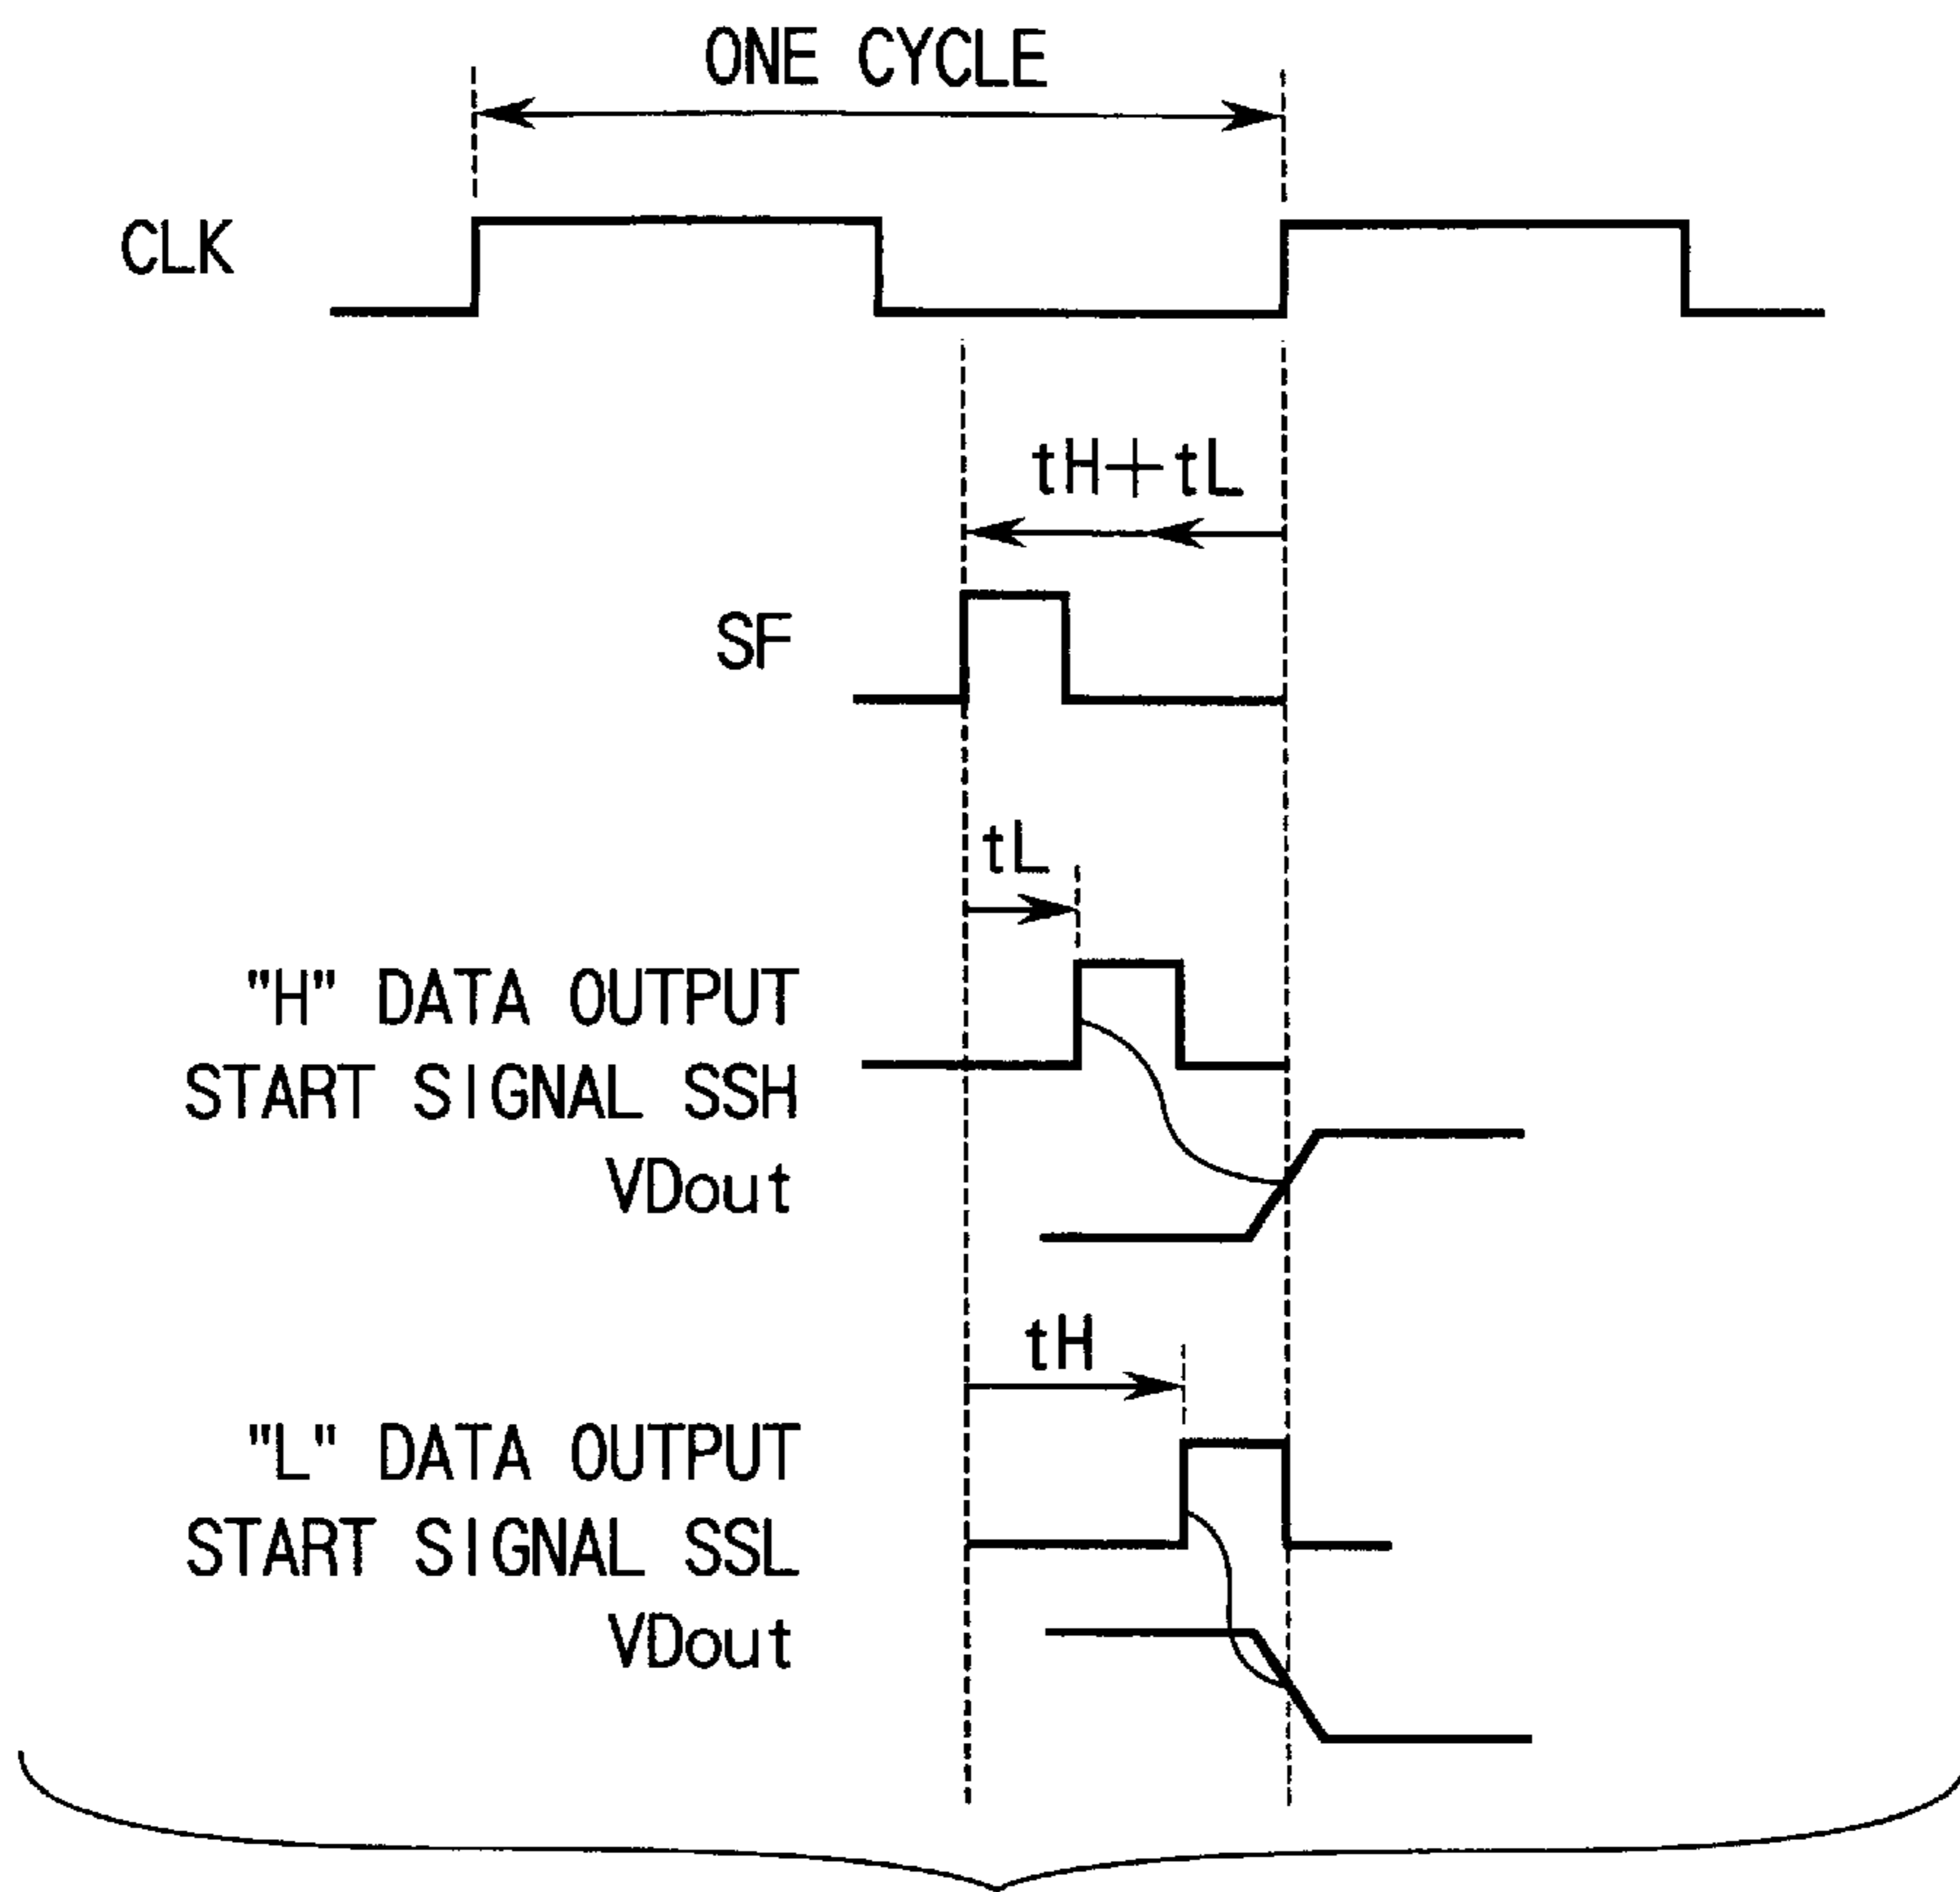 ONE CYCLE
CLK
tH+tL
SF
tL
"H" DATA OUTPUT
START SIGNAL SSH
VDout
tH
"L" DATA OUTPUT
START SIGNAL SSL
VDout